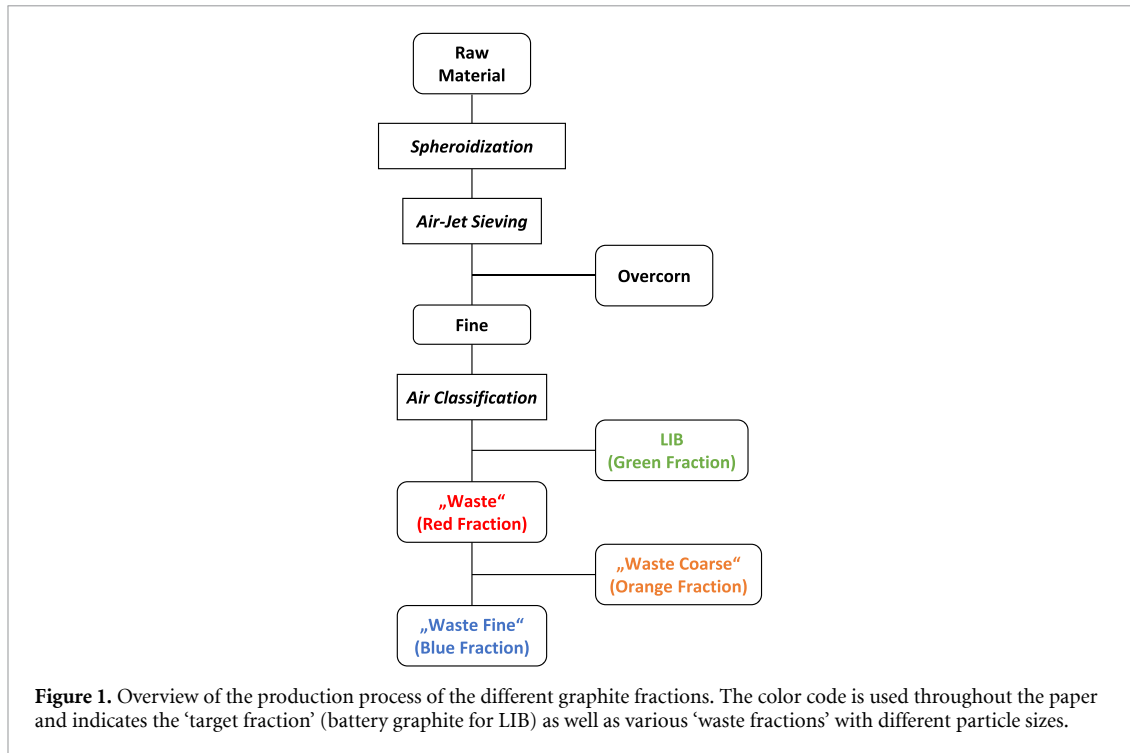 Raw
Material
Spheroidization
Air-Jet Sieving
Overcorn
Fine
Air Classification
LIB
(Green Fraction)
„Waste“
(Red Fraction)
„Waste Coarse“
(Orange Fraction)
„Waste Fine“
(Blue Fraction)
Figure 1. Overview of the production process of the different graphite fractions. The color code is used throughout the paper
and indicates the ‘target fraction’ (battery graphite for LIB) as well as various ‘waste fractions’ with different particle sizes.